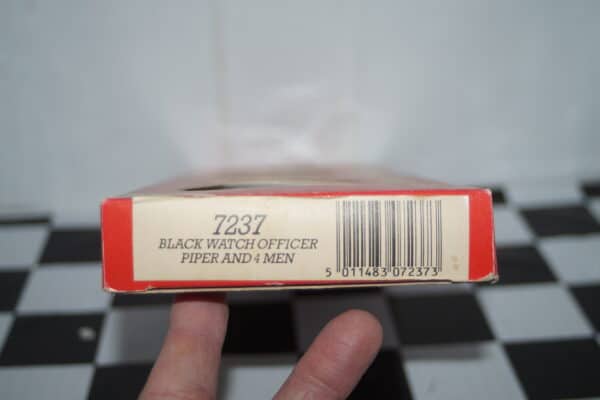 7237
BLACK WATCH OFFICER
PIPER AND 4 MEN
5 011483 072373